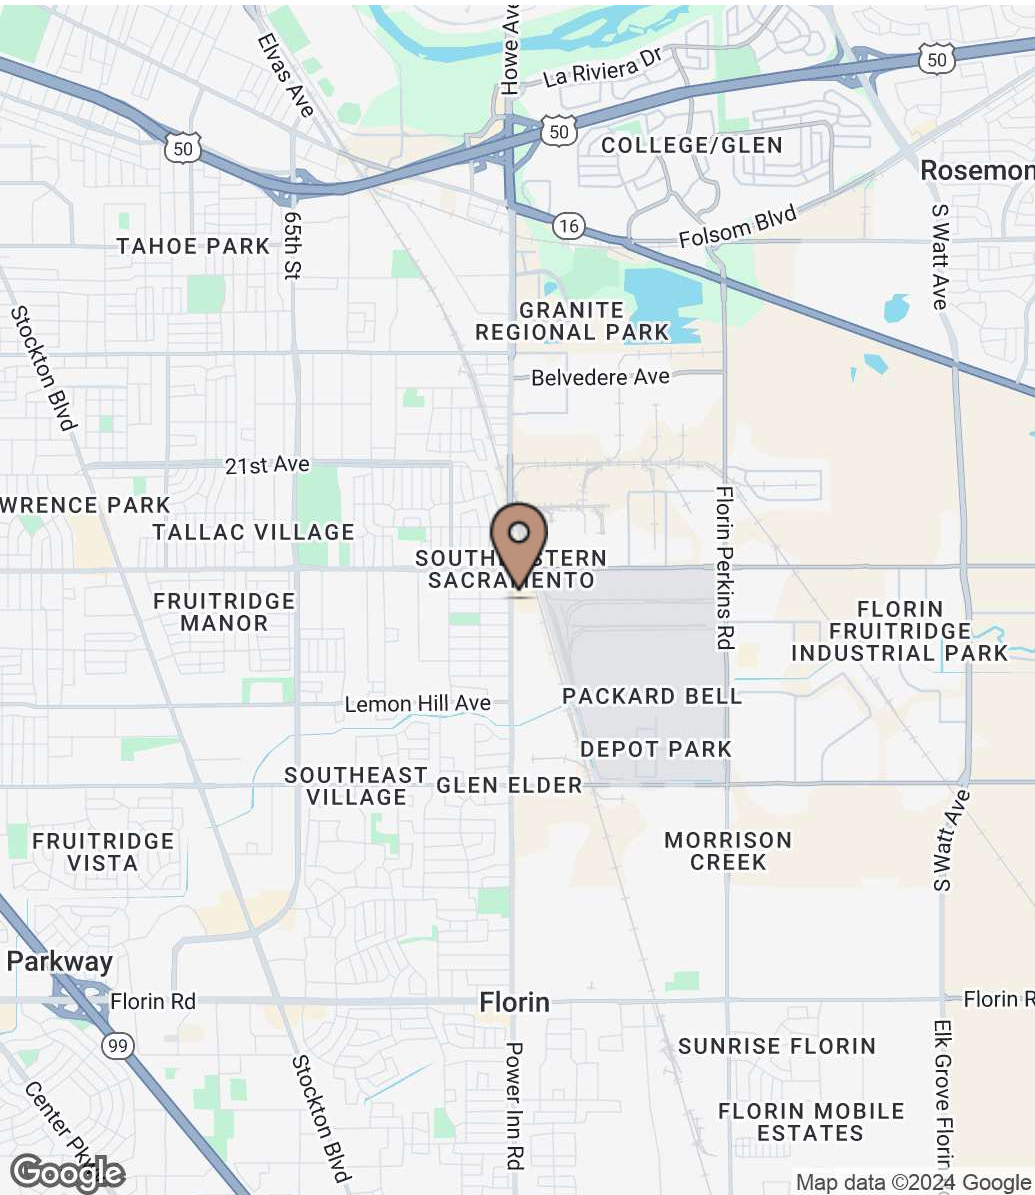 Howe Ave
Elvas Ave
La Riviera Dr
50
50
50
COLLEGE/GLEN
Rosemon
16
Folsom Blvd
S Watt Ave
65th St
TAHOE PARK
GRANITE
REGIONAL PARK
Stockton Blvd
Belvedere Ave
21st Ave
WRENCE PARK
TALLAC VILLAGE
Florin Perkins Rd
SOUTH STERN
SACRAMENTO
FRUITRIDGE
MANOR
FLORIN
FRUITRIDGE
INDUSTRIAL PARK
PACKARD BELL
Lemon Hill Ave
DEPOT PARK
SOUTHEAST
VILLAGE
GLEN ELDER
S Watt Ave
FRUITRIDGE
VISTA
MORRISON
CREEK
Parkway
Florin Rd
Florin
Florin R
99
SUNRISE FLORIN
Power Inn Rd
Elk Grove Florin
Stockton Blvd
Center Pkwy
FLORIN MOBILE
ESTATES
Google
Map data ©2024 Google